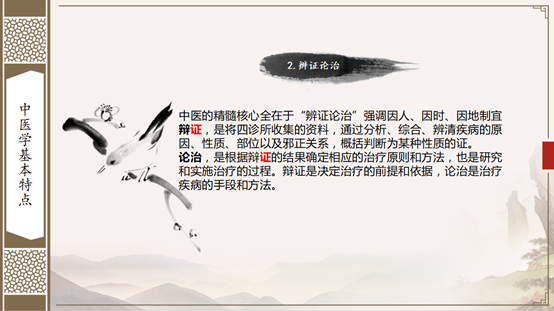 中医学基本特点
2. 辨证论治
中医的精髓核心全在于“辨证论治”强调因人、因时、因地制宜
辩证，是将四诊所收集的资料，通过分析、综合、辨清疾病的原
因、性质、部位以及邪正关系，概括判断为某种性质的证。
论治，是根据辩证的结果确定相应的治疗原则和方法，也是研究
和实施治疗的过程。辩证是决定治疗的前提和依据，论治是治疗
疾病的手段和方法。